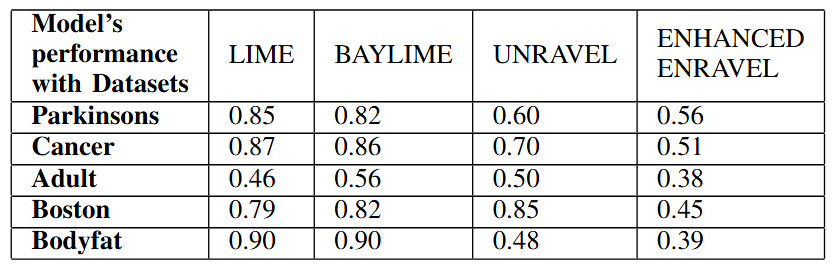 Model's performance with Datasets LIME BAYLIME UNRAVEL ENHANCED ENRAVEL
Parkinsons 0.85 0.82 0.60 0.56
Cancer 0.87 0.86 0.70 0.51
Adult 0.46 0.56 0.50 0.38
Boston 0.79 0.82 0.85 0.45
Bodyfat 0.90 0.90 0.48 0.39